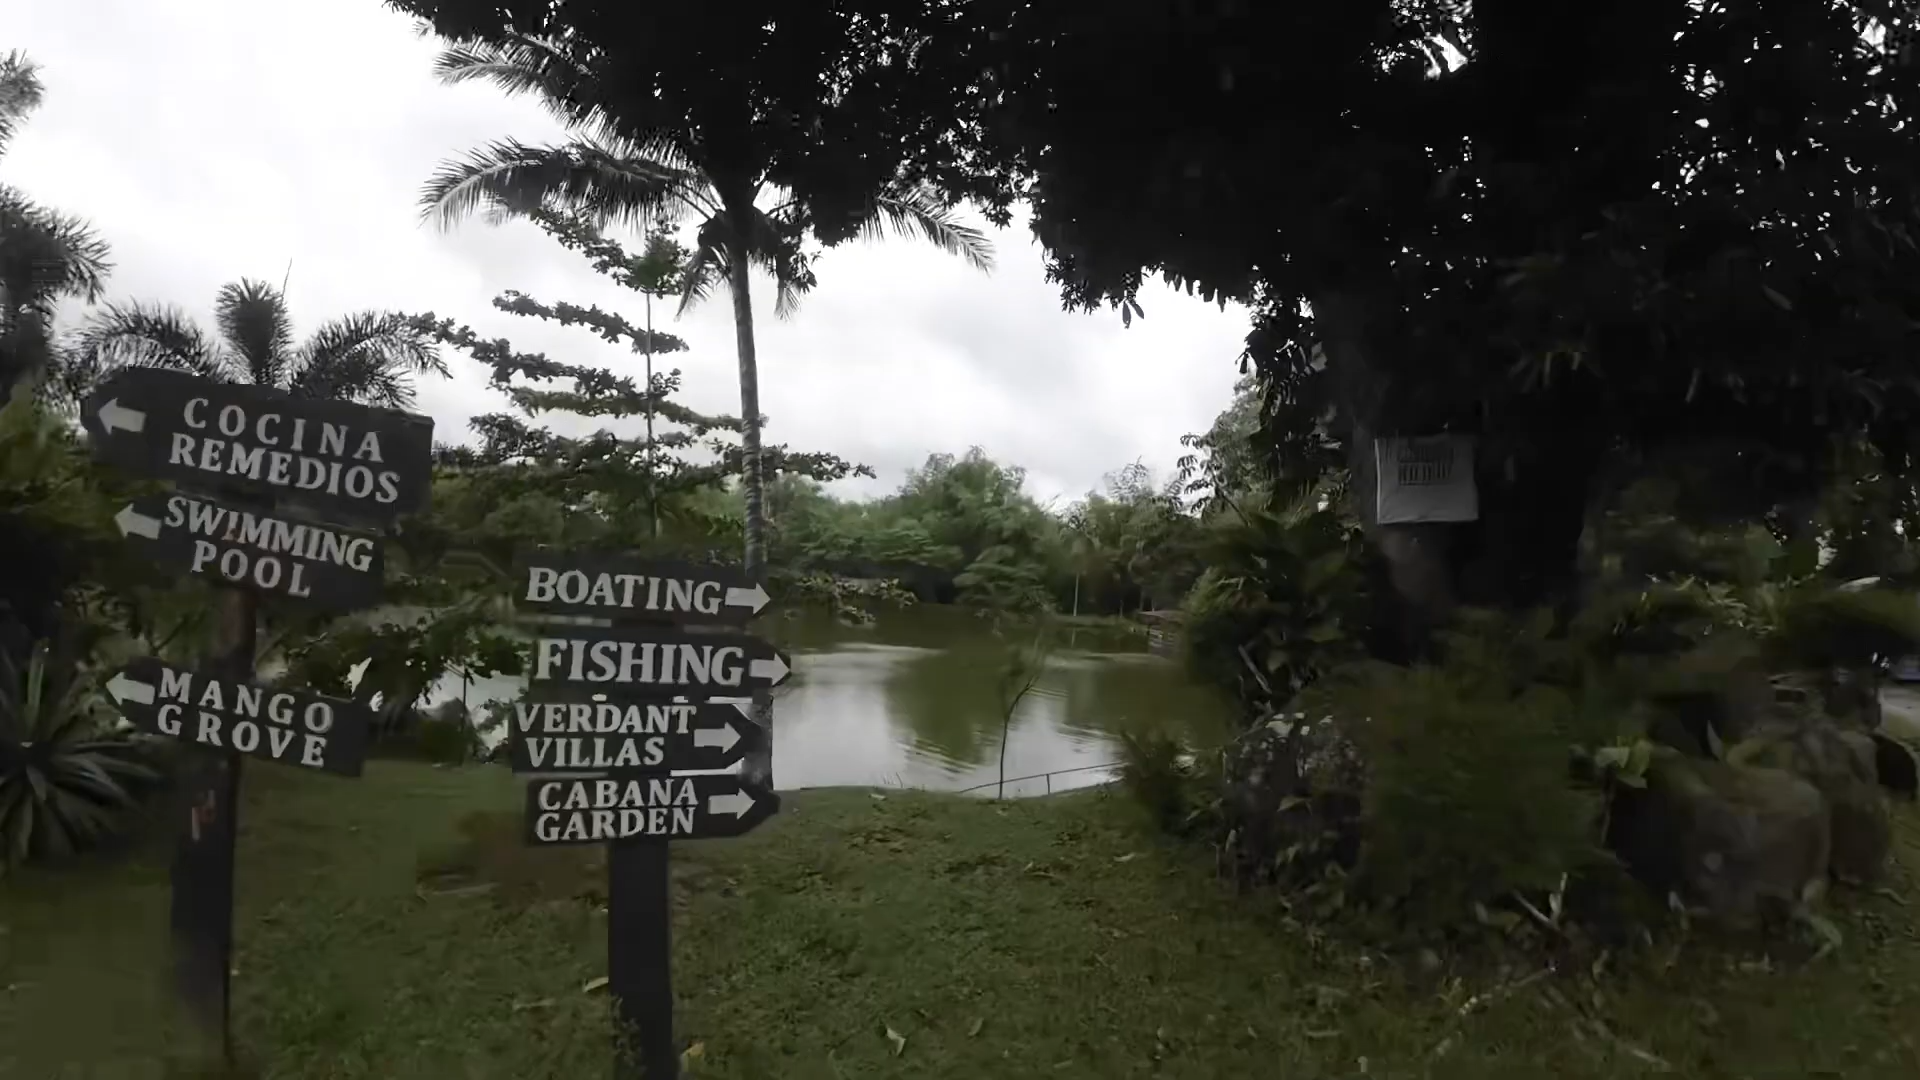 COCINA
REMEDIOS
SWIMMING
POOL
MANGO
GROVE
BOATING
FISHING
VERDANT
VILLAS
CABANA
GARDEN